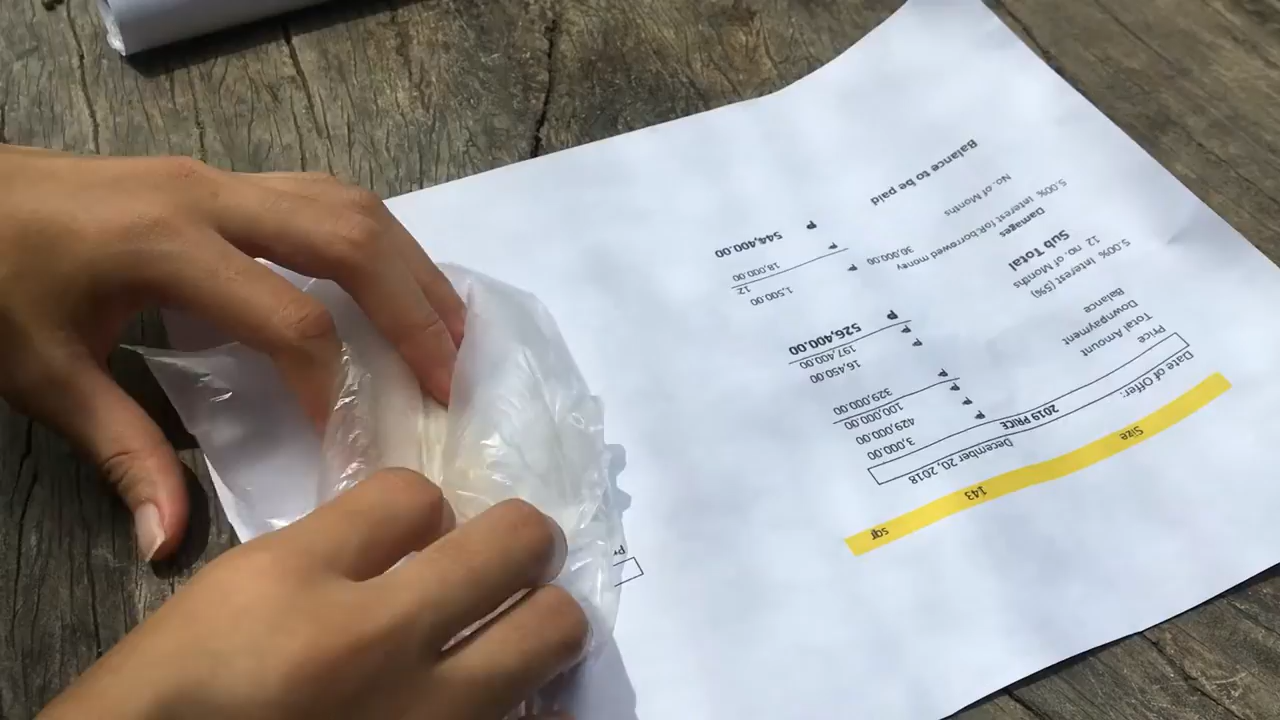 Size 143 sqr
Date of Offer: December 20, 2018
2019 PRICE
Price ₱ 3,000.00
Total Amount ₱ 429,000.00
Downpayment ₱ 100,000.00
Balance ₱ 329,000.00
5.00% Interest (5%) ₱ 16,450.00
12 no. of Months ₱ 197,400.00
Sub Total ₱ 526,400.00
Damages
5.00% interest foR borrowed money 30,000.00 ₱ 1,500.00
No. of Months 12
₱ 18,000.00
Balance to be paid ₱ 544,400.00